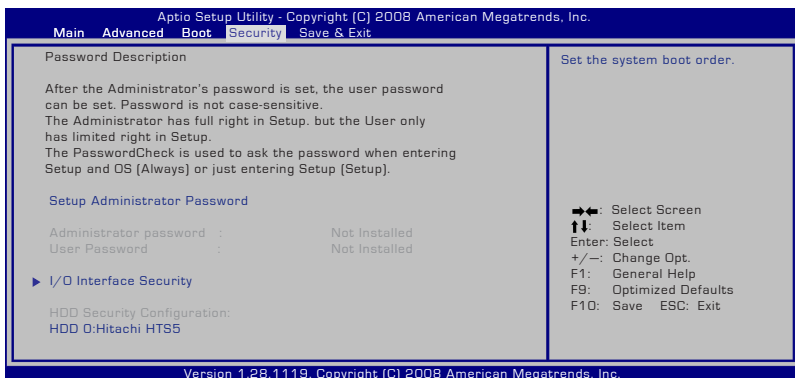 Aptio Setup Utility - Copyright (C) 2008 American Megatrends, Inc.
Main Advanced Boot Security Save & Exit
Password Description
After the Administrator's password is set, the user password
can be set. Password is not case-sensitive.
The Administrator has full right in Setup. but the User only
has limited right in Setup.
The PasswordCheck is used to ask the password when entering
Setup and OS (Always) or just entering Setup (Setup).
Setup Administrator Password
Administrator password : Not Installed
User Password : Not Installed
I/O Interface Security
HDD Security Configuration:
HDD 0:Hitachi HTS5
Set the system boot order.
→←: Select Screen
↑↓: Select Item
Enter: Select
+/—: Change Opt.
F1: General Help
F9: Optimized Defaults
F10: Save ESC: Exit
Version 1.28.1119. Copyright (C) 2008 American Megatrends, Inc.